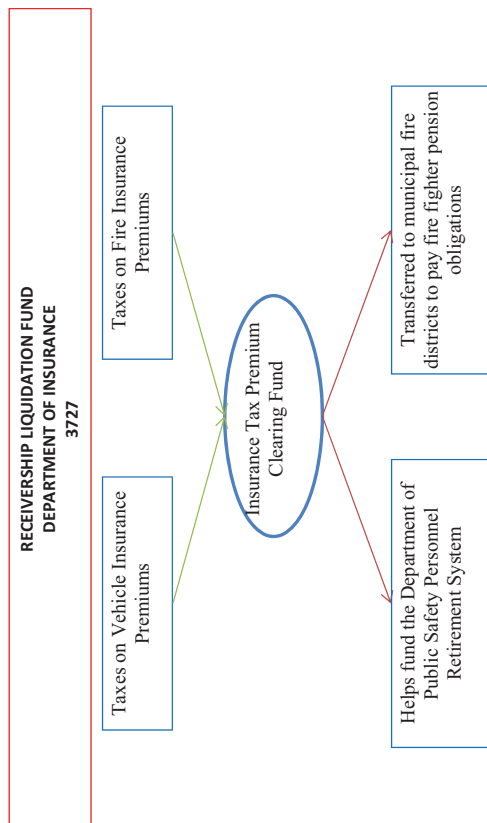 RECEIVERSHIP LIQUIDATION FUND
DEPARTMENT OF INSURANCE
3727
Taxes on Vehicle Insurance
Premiums
Taxes on Fire Insurance
Premiums
Insurance Tax Premium
Clearing Fund
Helps fund the Department of
Public Safety Personnel
Retirement System
Transferred to municipal fire
districts to pay fire fighter pension
obligations